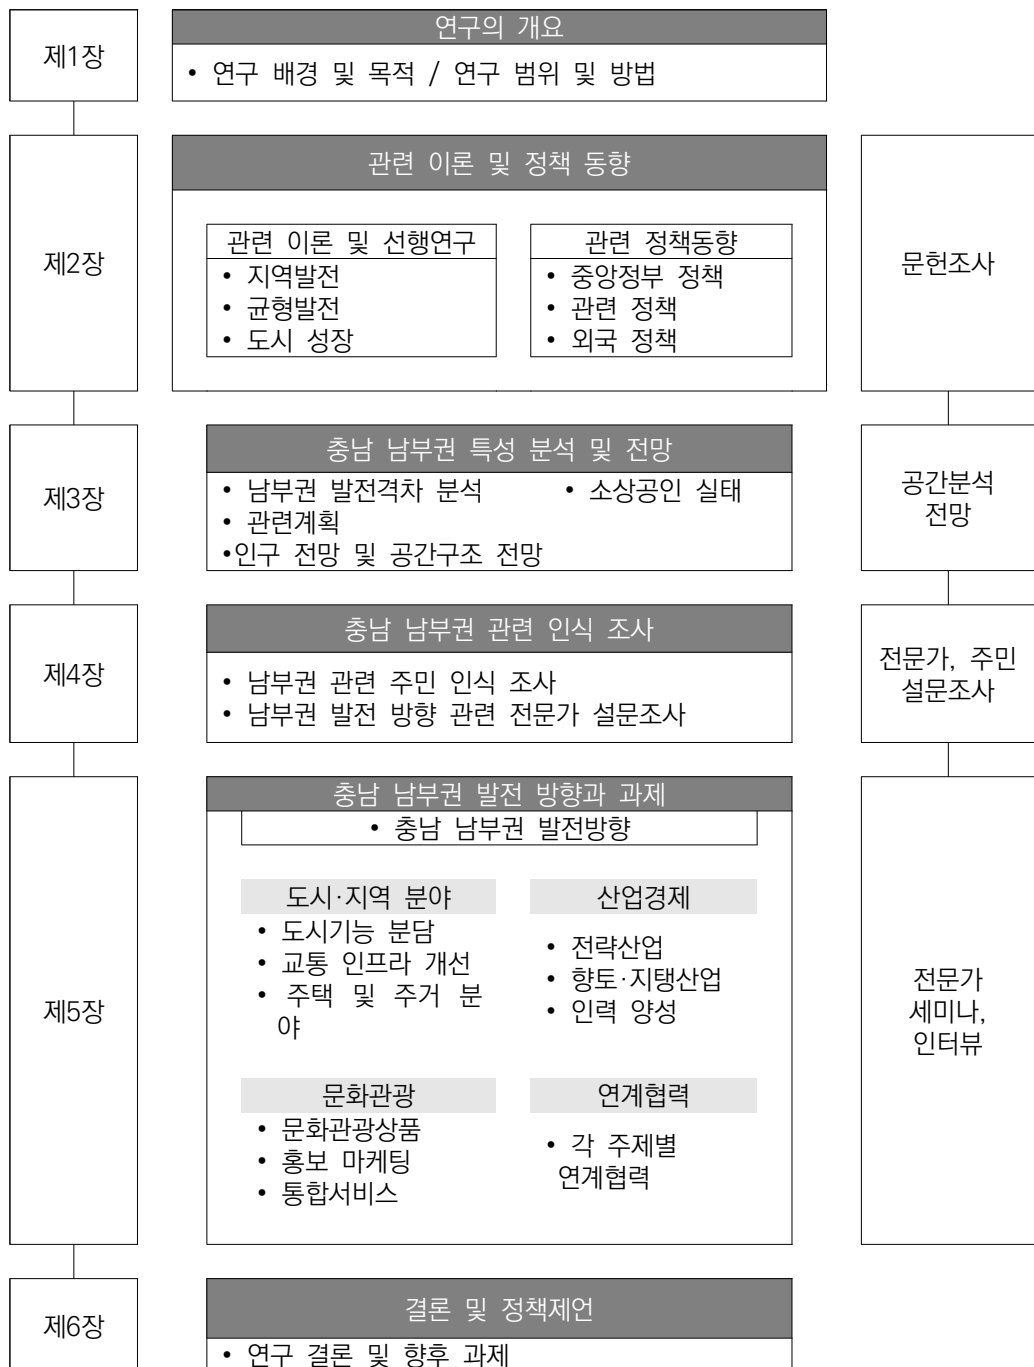 제1장
연구의 개요
• 연구 배경 및 목적 / 연구 범위 및 방법
제2장
관련 이론 및 정책 동향
관련 이론 및 선행연구
• 지역발전
• 균형발전
• 도시 성장
관련 정책동향
• 중앙정부 정책
• 관련 정책
• 외국 정책
문헌조사
제3장
충남 남부권 특성 분석 및 전망
• 남부권 발전격차 분석
• 소상공인 실태
• 관련계획
•인구 전망 및 공간구조 전망
공간분석
전망
제4장
충남 남부권 관련 인식 조사
• 남부권 관련 주민 인식 조사
• 남부권 발전 방향 관련 전문가 설문조사
전문가, 주민
설문조사
제5장
충남 남부권 발전 방향과 과제
• 충남 남부권 발전방향
도시·지역 분야
• 도시기능 분담
• 교통 인프라 개선
• 주택 및 주거 분
야
산업경제
• 전략산업
• 향토·지탱산업
• 인력 양성
문화관광
• 문화관광상품
• 홍보 마케팅
• 통합서비스
연계협력
• 각 주제별
연계협력
전문가
세미나,
인터뷰
제6장
결론 및 정책제언
• 연구 결론 및 향후 과제